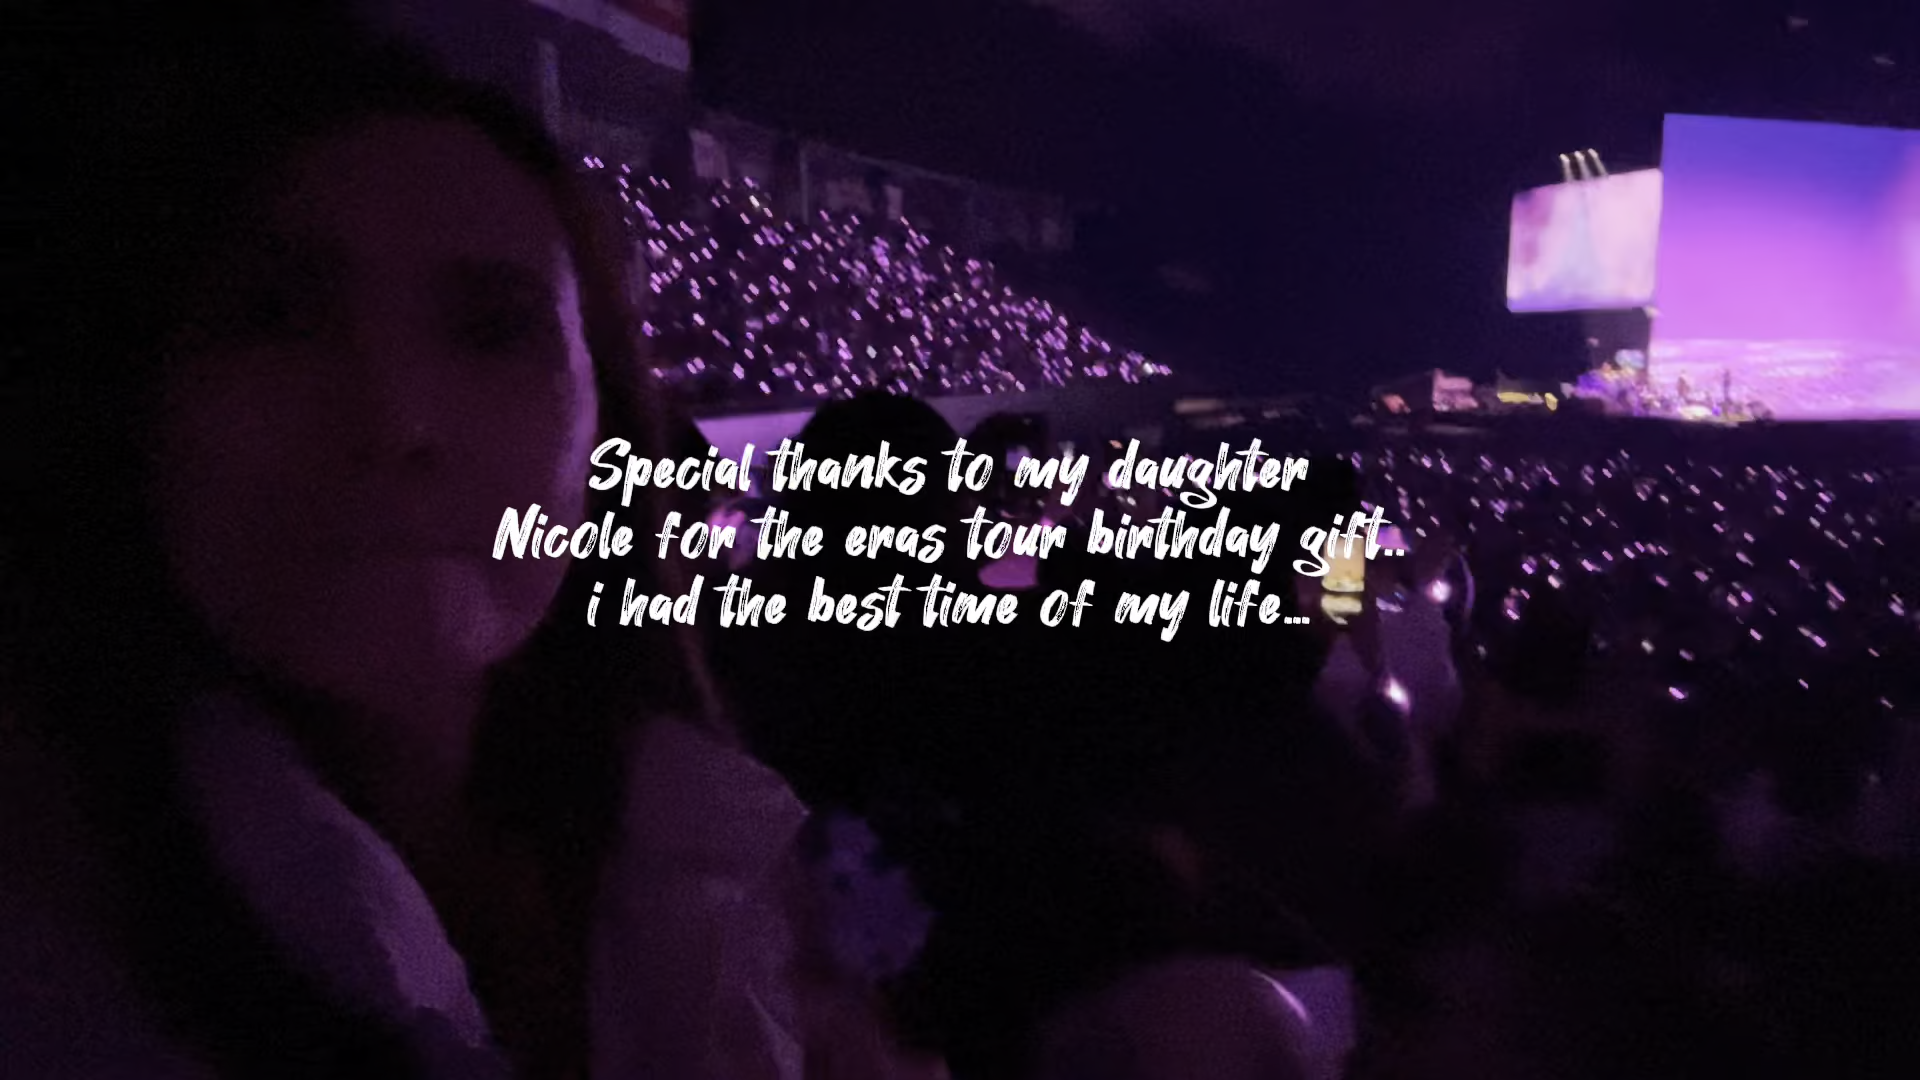 Special thanks to my daughter
Nicole for the eras tour birthday gift..
i had the best time of my life...